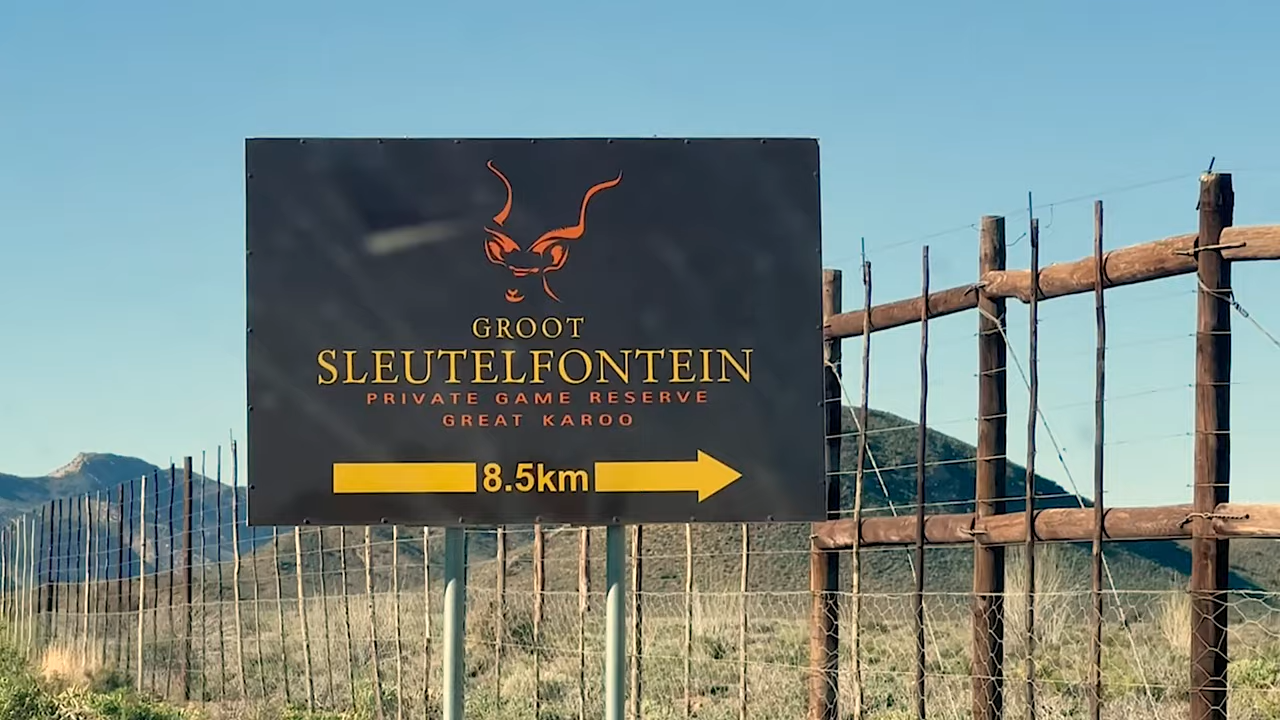 GROOT
SLEUTELFONTEIN
PRIVATE GAME RESERVE
GREAT KAROO
8.5km